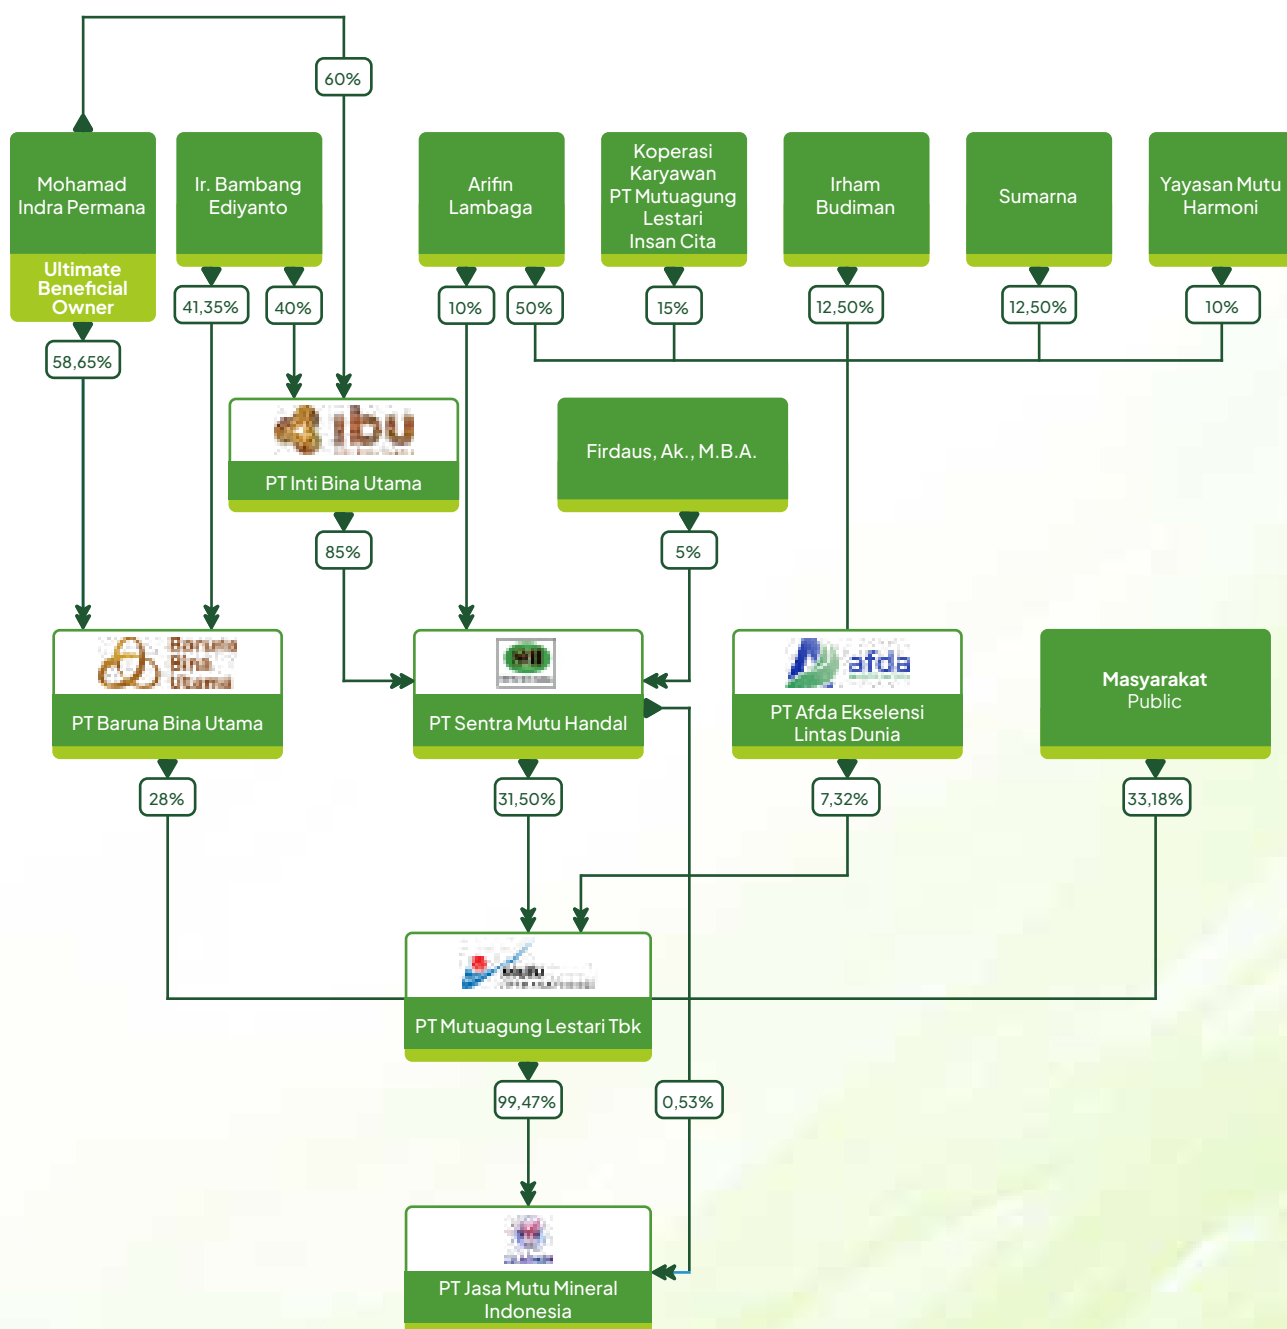 60%
Mohamad
Indra Permana
Ultimate
Beneficial
Owner
Ir. Bambang
Ediyanto
Arifin
Lambaga
Koperasi
Karyawan
PT Mutuagung
Lestari
Insan Cita
Irham
Budiman
Sumarna
Yayasan Mutu
Harmoni
41,35%
40%
10%
50%
15%
12,50%
12,50%
10%
58,65%
ibu
PT Inti Bina Utama
Firdaus, Ak., M.B.A.
85%
5%
Baruna
Bina
Utama
PT Baruna Bina Utama
PT Sentra Mutu Handal
afda
PT Afda Ekselensi
Lintas Dunia
Masyarakat
Public
28%
31,50%
7,32%
33,18%
PT Mutuagung Lestari Tbk
99,47%
0,53%
PT Jasa Mutu Mineral
Indonesia